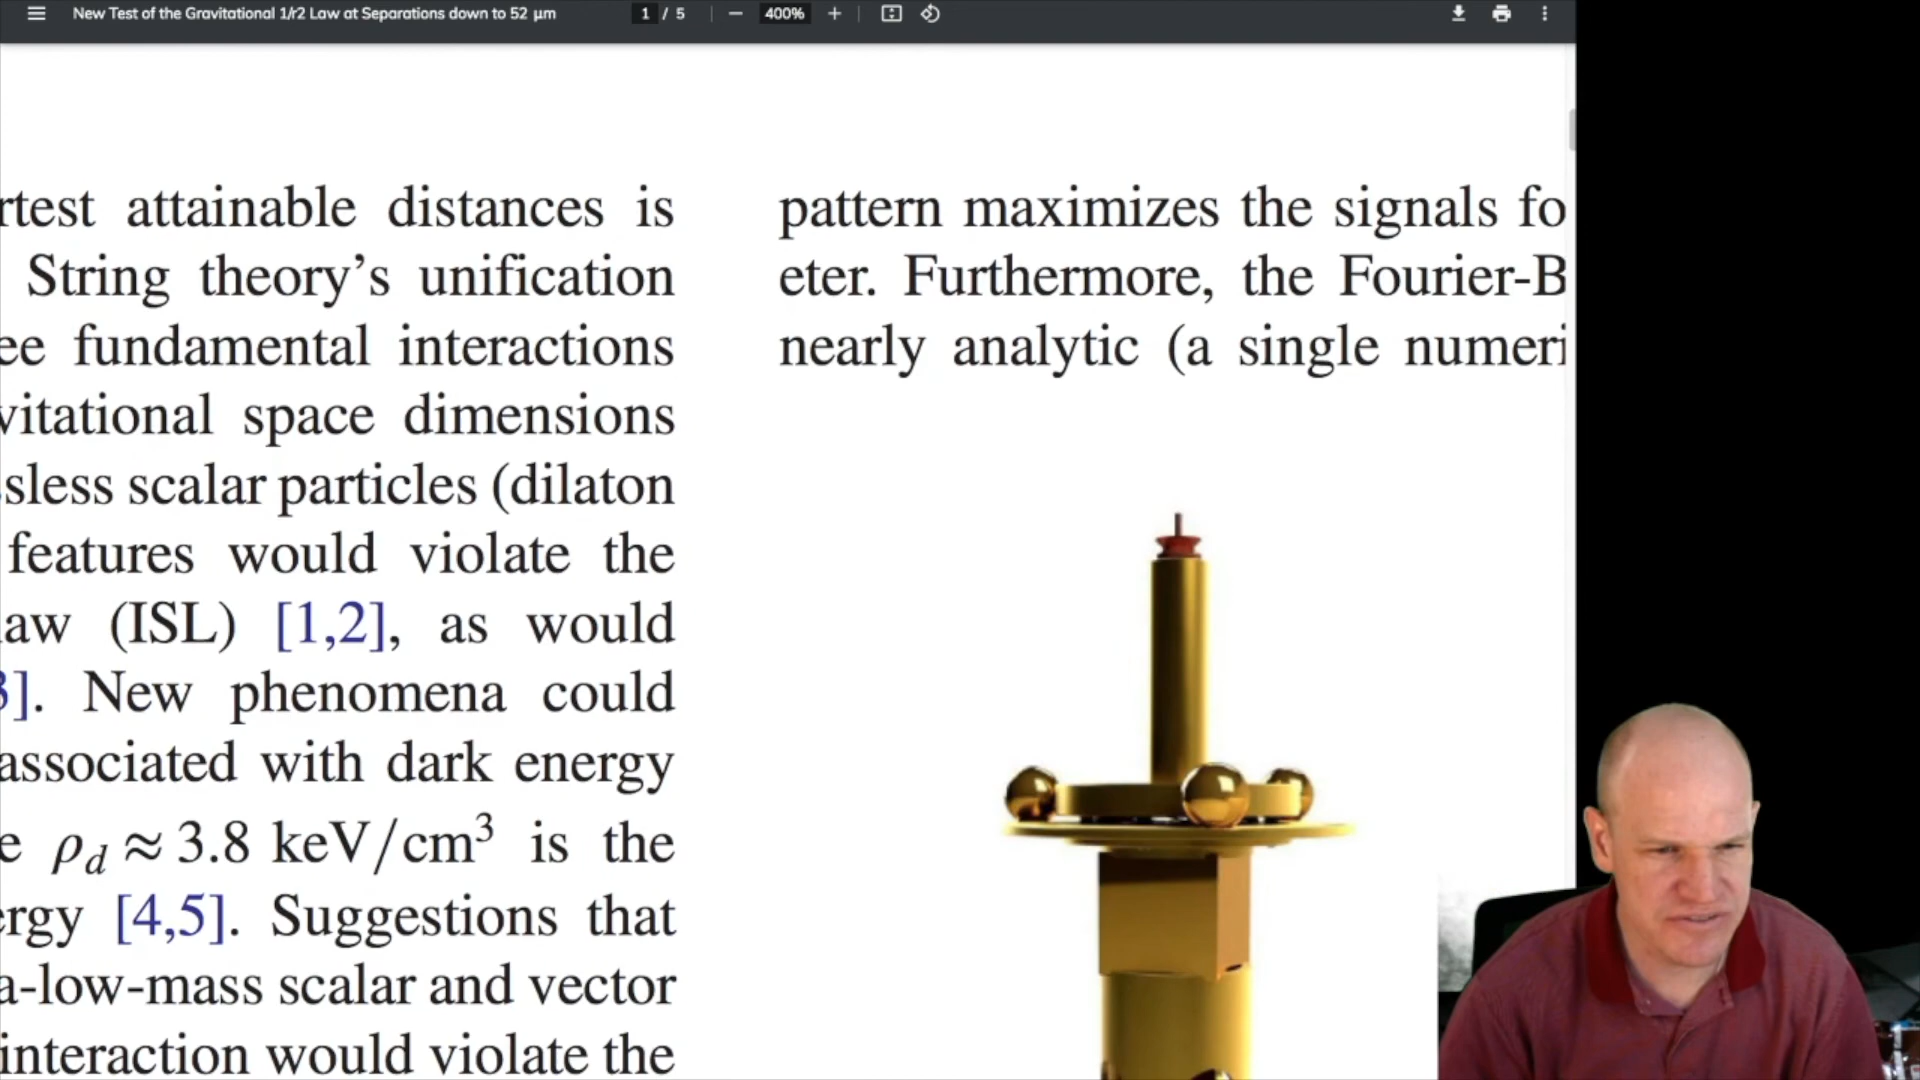 New Test of the Gravitational 1/r2 Law at Separations down to 52 µm
1 / 5
400%
rtest attainable distances is
String theory's unification
ee fundamental interactions
vitational space dimensions
ssless scalar particles (dilaton
features would violate the
law (ISL) [1,2], as would
3]. New phenomena could
associated with dark energy
e ρd ≈ 3.8 keV/cm³ is the
ergy [4,5]. Suggestions that
a-low-mass scalar and vector
interaction would violate the
pattern maximizes the signals fo
eter. Furthermore, the Fourier-B
nearly analytic (a single numeri